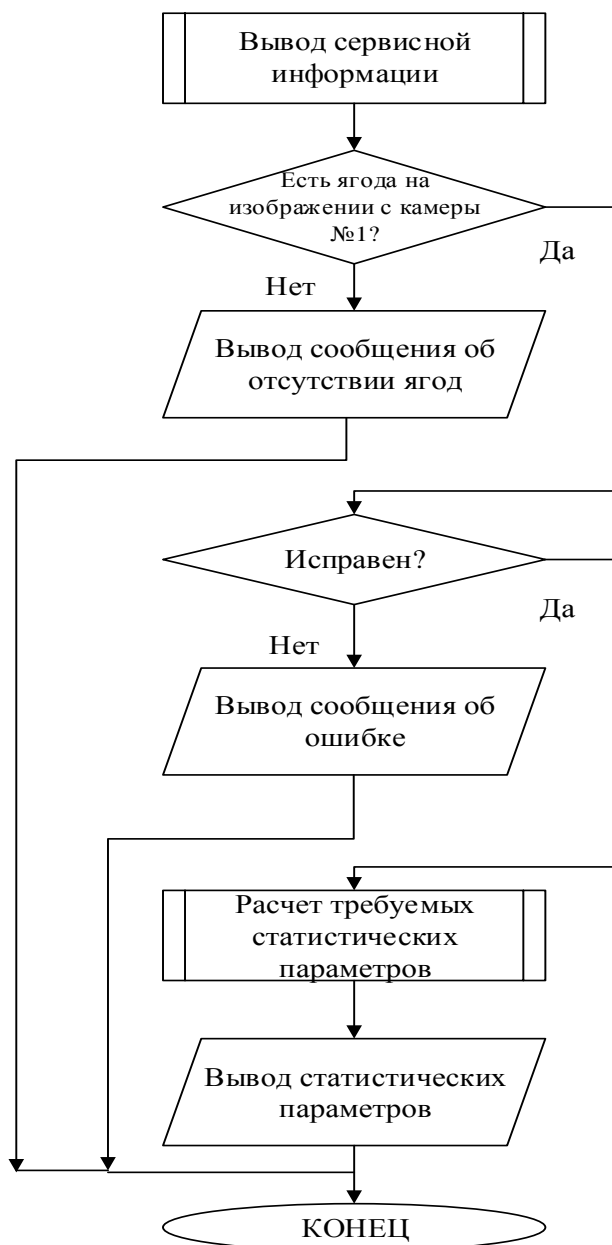 Вывод сервисной
информации
Есть ягода на
изображении с камеры
№1?
Да
Нет
Вывод сообщения об
отсутствии ягод
Исправен?
Да
Нет
Вывод сообщения об
ошибке
Расчет требуемых
статистических
параметров
Вывод статистических
параметров
КОНЕЦ